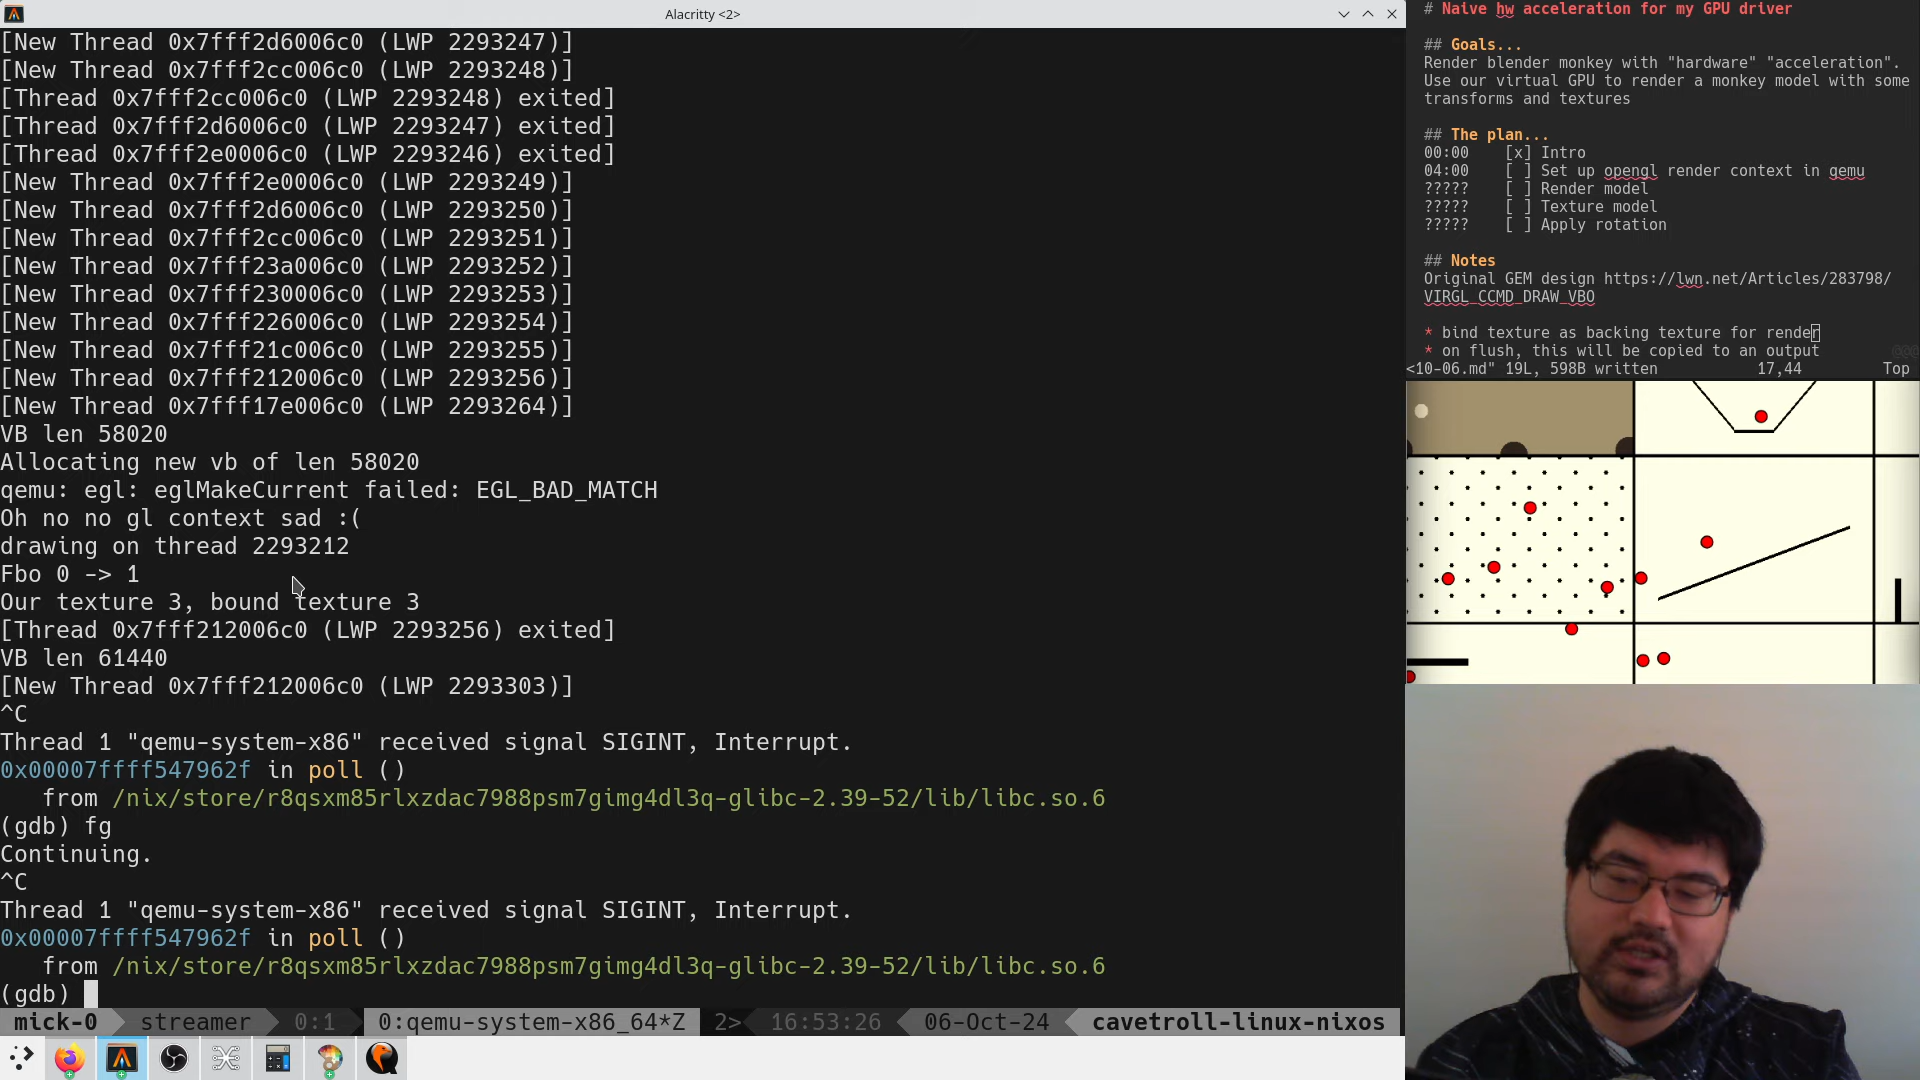 Alacritty <2>
[New Thread 0x7fff2d6006c0 (LWP 2293247)]
[New Thread 0x7fff2cc006c0 (LWP 2293248)]
[Thread 0x7fff2cc006c0 (LWP 2293248) exited]
[Thread 0x7fff2d6006c0 (LWP 2293247) exited]
[Thread 0x7fff2e0006c0 (LWP 2293246) exited]
[New Thread 0x7fff2e0006c0 (LWP 2293249)]
[New Thread 0x7fff2d6006c0 (LWP 2293250)]
[New Thread 0x7fff2cc006c0 (LWP 2293251)]
[New Thread 0x7fff23a006c0 (LWP 2293252)]
[New Thread 0x7fff230006c0 (LWP 2293253)]
[New Thread 0x7fff226006c0 (LWP 2293254)]
[New Thread 0x7fff21c006c0 (LWP 2293255)]
[New Thread 0x7fff212006c0 (LWP 2293256)]
[New Thread 0x7fff17e006c0 (LWP 2293264)]
VB len 58020
Allocating new vb of len 58020
qemu: egl: eglMakeCurrent failed: EGL_BAD_MATCH
Oh no no gl context sad :(
drawing on thread 2293212
Fbo 0 -> 1
Our texture 3, bound texture 3
[Thread 0x7fff212006c0 (LWP 2293256) exited]
VB len 61440
[New Thread 0x7fff212006c0 (LWP 2293303)]
^C
Thread 1 "qemu-system-x86" received signal SIGINT, Interrupt.
0x00007ffff547962f in poll ()
from /nix/store/r8qsxm85rlxzdac7988psm7gimg4dl3q-glibc-2.39-52/lib/libc.so.6
(gdb) fg
Continuing.
^C
Thread 1 "qemu-system-x86" received signal SIGINT, Interrupt.
0x00007ffff547962f in poll ()
from /nix/store/r8qsxm85rlxzdac7988psm7gimg4dl3q-glibc-2.39-52/lib/libc.so.6
(gdb)
mick-0 streamer 0:1 0:qemu-system-x86_64*Z 2> 16:53:26 06-Oct-24 cavetroll-linux-nixos
# Naive hw acceleration for my GPU driver
## Goals...
Render blender monkey with "hardware" "acceleration".
Use our virtual GPU to render a monkey model with some
transforms and textures
## The plan...
00:00 [x] Intro
04:00 [ ] Set up opengl render context in qemu
????? [ ] Render model
????? [ ] Texture model
????? [ ] Apply rotation
## Notes
Original GEM design https://lwn.net/Articles/283798/
VIRGL_CCMD_DRAW_VBO
* bind texture as backing texture for render
* on flush, this will be copied to an output
<10-06.md" 19L, 598B written 17,44 Top